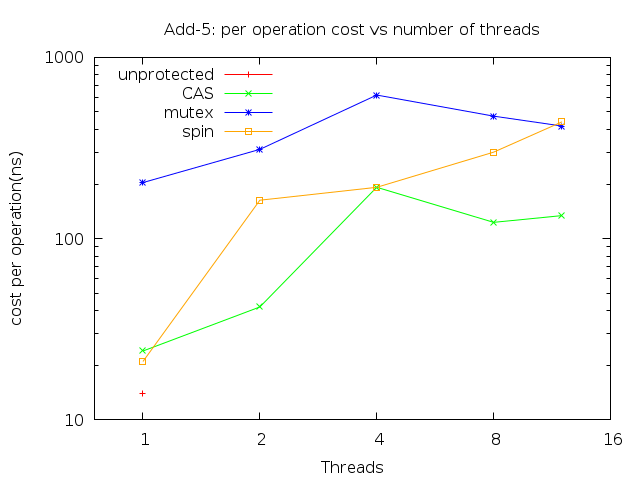 Add-5: per operation cost vs number of threads
1000
unprotected
CAS
mutex
spin
cost per operation(ns)
100
10
1 2 4 8 16
Threads